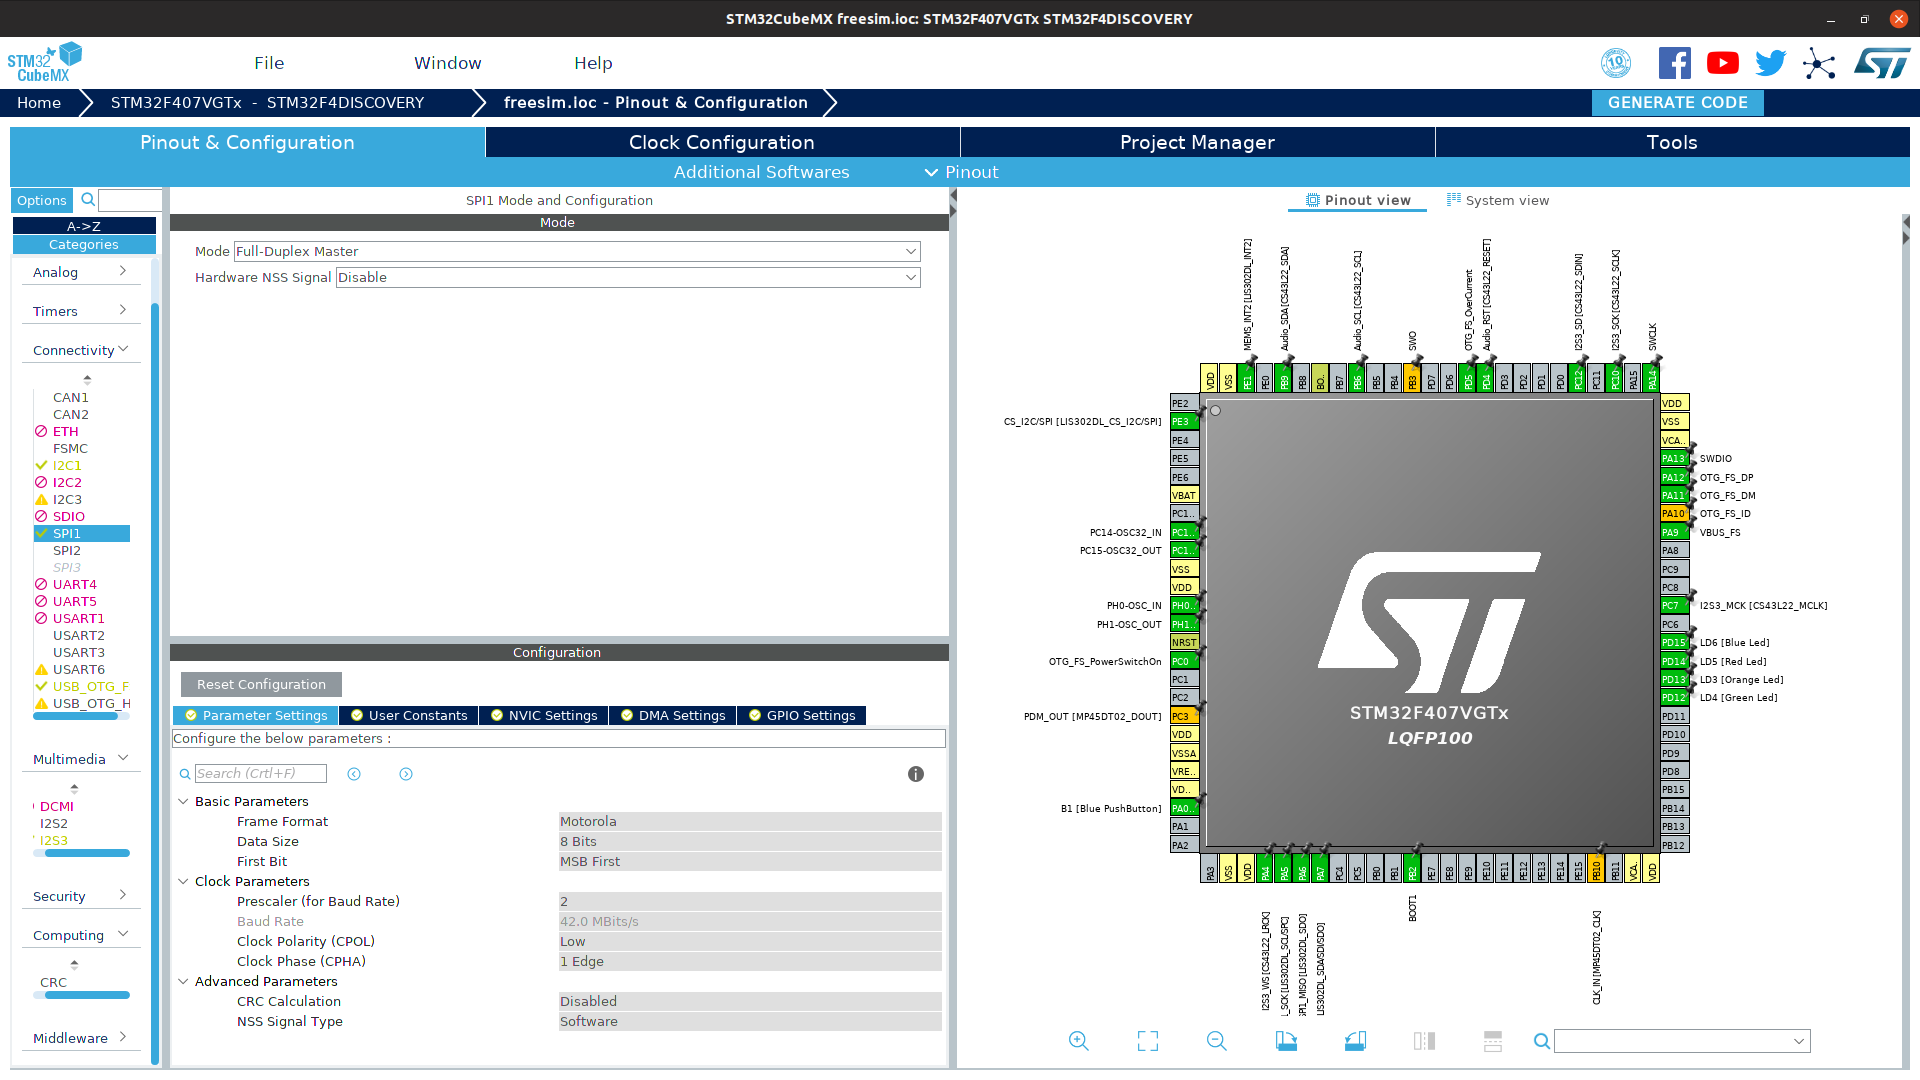 STM32CubeMX freesim.ioc: STM32F407VGTx STM32F4DISCOVERY
STM32
CubeMX
File
Window
Help
10
Home
STM32F407VGTx - STM32F4DISCOVERY
freesim.ioc - Pinout & Configuration
GENERATE CODE
Pinout & Configuration
Clock Configuration
Project Manager
Tools
Additional Softwares
Pinout
Options
A->Z
Categories
Analog
Timers
Connectivity
CAN1
CAN2
ETH
FSMC
I2C1
I2C2
I2C3
SDIO
SPI1
SPI2
SPI3
UART4
UART5
USART1
USART2
USART3
USART6
USB_OTG_F
USB_OTG_H
Multimedia
DCMI
I2S2
I2S3
Security
Computing
CRC
Middleware
SPI1 Mode and Configuration
Mode
Mode Full-Duplex Master
Hardware NSS Signal Disable
Configuration
Reset Configuration
Parameter Settings
User Constants
NVIC Settings
DMA Settings
GPIO Settings
Configure the below parameters :
Search (Crtl+F)
Basic Parameters
Frame Format Motorola
Data Size 8 Bits
First Bit MSB First
Clock Parameters
Prescaler (for Baud Rate) 2
Baud Rate 42.0 MBits/s
Clock Polarity (CPOL) Low
Clock Phase (CPHA) 1 Edge
Advanced Parameters
CRC Calculation Disabled
NSS Signal Type Software
Pinout view
System view
MEMS_INT2 [LIS302DL_INT2]
Audio_SDA [CS43L22_SDA]
Audio_SCL [CS43L22_SCL]
SWO
OTG_FS_OverCurrent
Audio_RST [CS43L22_RESET]
I2S3_SD [CS43L22_SDIN]
I2S3_SCK [CS43L22_SCLK]
SWCLK
VDD
VSS
PE1
PE0
PB9
PB8
BO..
PB7
PB6
PB5
PB4
PB3
PD7
PD6
PD5
PD4
PD3
PD2
PD1
PD0
PC12
PC11
PC10
PA15
PA14
PE2
CS_I2C/SPI [LIS302DL_CS_I2C/SPI] PE3
PE4
PE5
PE6
VBAT
PC1..
PC14-OSC32_IN PC1..
PC15-OSC32_OUT PC1..
VSS
VDD
PH0-OSC_IN PH0..
PH1-OSC_OUT PH1..
NRST
OTG_FS_PowerSwitchOn PC0
PC1
PC2
PDM_OUT [MP45DT02_DOUT] PC3
VDD
VSSA
VRE..
VD..
B1 [Blue PushButton] PA0..
PA1
PA2
STM32F407VGTx
LQFP100
VDD
VSS
VCA..
PA13 SWDIO
PA12 OTG_FS_DP
PA11 OTG_FS_DM
PA10 OTG_FS_ID
PA9 VBUS_FS
PA8
PC9
PC8
PC7 I2S3_MCK [CS43L22_MCLK]
PC6
PD15 LD6 [Blue Led]
PD14 LD5 [Red Led]
PD13 LD3 [Orange Led]
PD12 LD4 [Green Led]
PD11
PD10
PD9
PD8
PB15
PB14
PB13
PB12
PA3
VSS
VDD
PA4
PA5
PA6
PA7
PC4
PC5
PB0
PB1
PB2
PE7
PE8
PE9
PE10
PE11
PE12
PE13
PE14
PE15
PB10
PB11
VCA..
VDD
I2S3_WS [CS43L22_LRCK]
_SCK [LIS302DL_SCL/SPC]
PI1_MISO [LIS302DL_SDO]
LIS302DL_SDA/SDI/SDO]
BOOT1
CLK_IN [MP45DT02_CLK]